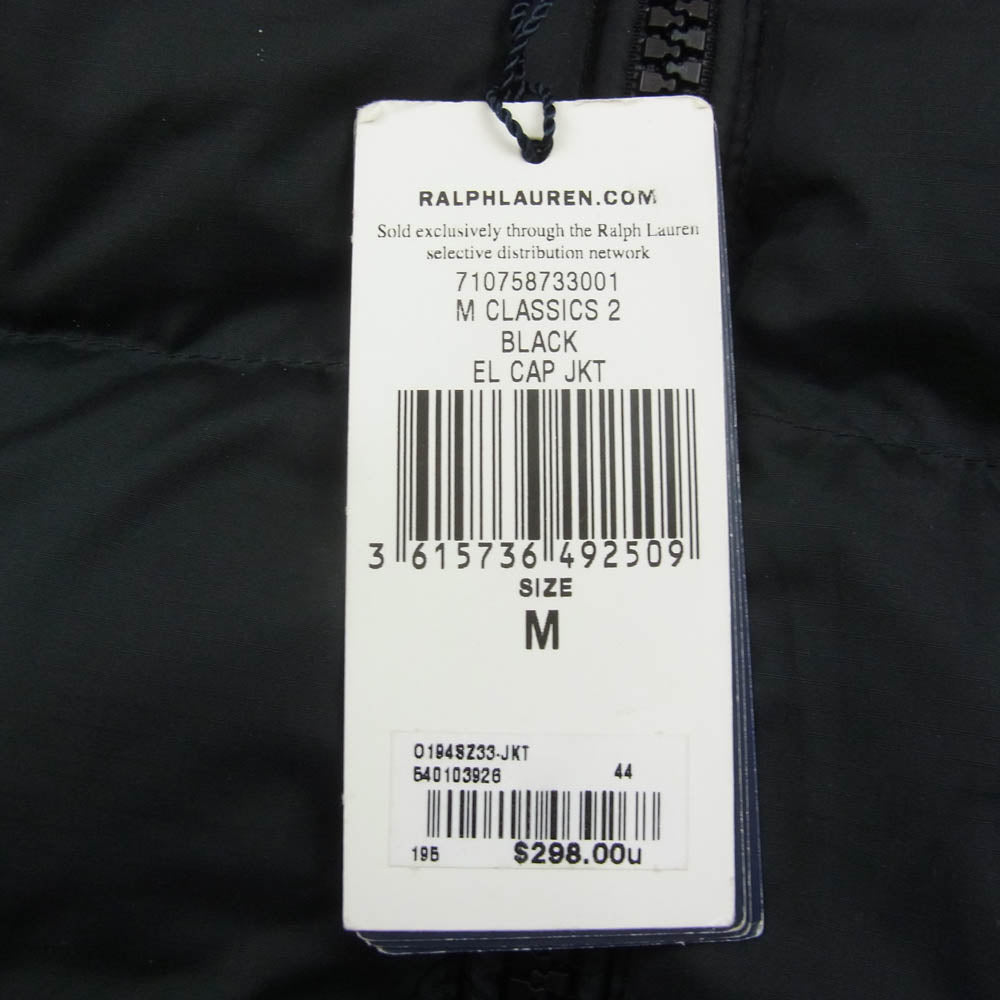 RALPHLAUREN.COM
Sold exclusively through the Ralph Lauren
selective distribution network
710758733001
M CLASSICS 2
BLACK
EL CAP JKT
3 615736 492509
SIZE
M
O194SZ33-JKT
540103926 44
195 $298.00u